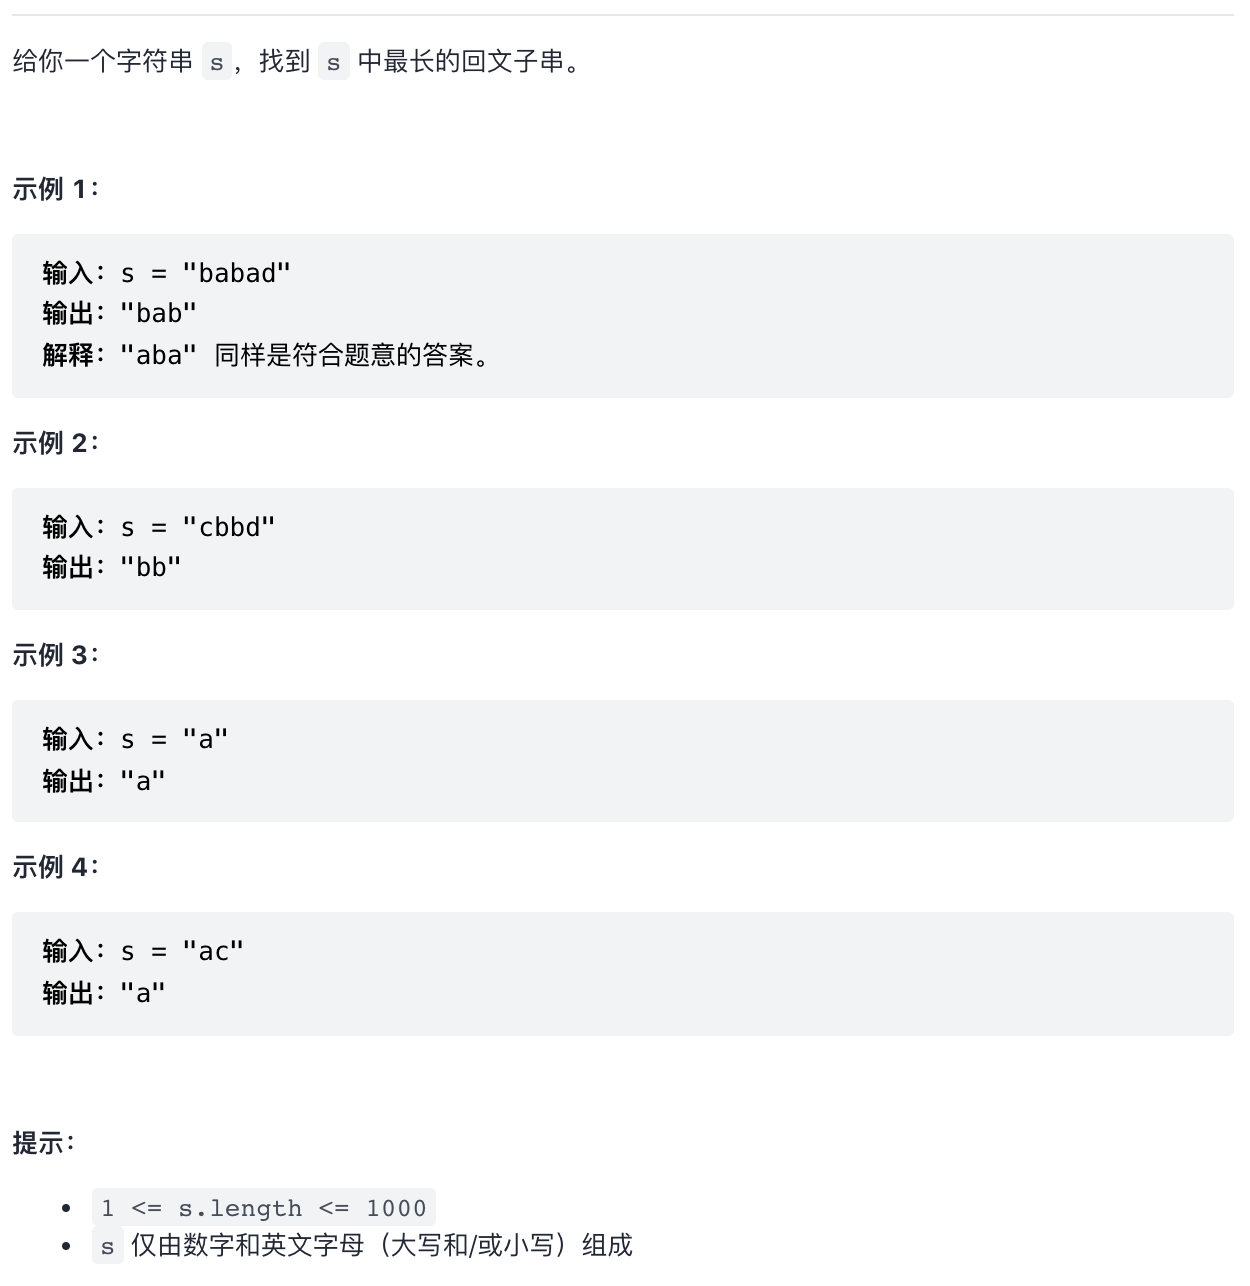 给你一个字符串 s，找到 s 中最长的回文子串。
示例 1：
输入：s = "babad"
输出："bab"
解释："aba" 同样是符合题意的答案。
示例 2：
输入：s = "cbbd"
输出："bb"
示例 3：
输入：s = "a"
输出："a"
示例 4：
输入：s = "ac"
输出："a"
提示：
• 1 <= s.length <= 1000
• s 仅由数字和英文字母（大写和/或小写）组成